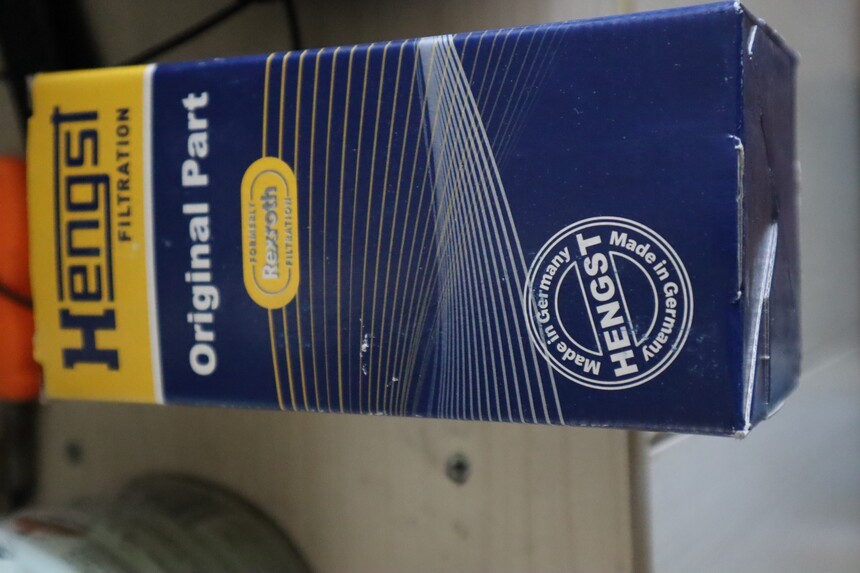 Hengst
FILTRATION
Original Part
FORMERLY
Rexroth
FILTRATION
Made in Germany
HENGST
Made in Germany